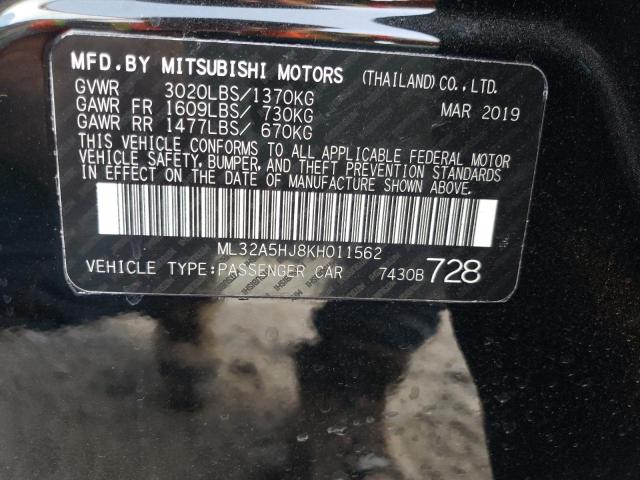 MFD. BY MITSUBISHI MOTORS (THAILAND) CO., LTD.
GVWR 3020LBS/1370KG MAR 2019
GAWR FR 1609LBS/ 730KG
GAWR RR 1477LBS/ 670KG
THIS VEHICLE CONFORMS TO ALL APPLICABLE FEDERAL MOTOR
VEHICLE SAFETY, BUMPER, AND THEFT PREVENTION STANDARDS
IN EFFECT ON THE DATE OF MANUFACTURE SHOWN ABOVE.
ML32A5HJ8KH011562
VEHICLE TYPE:PASSENGER CAR 7430B 728